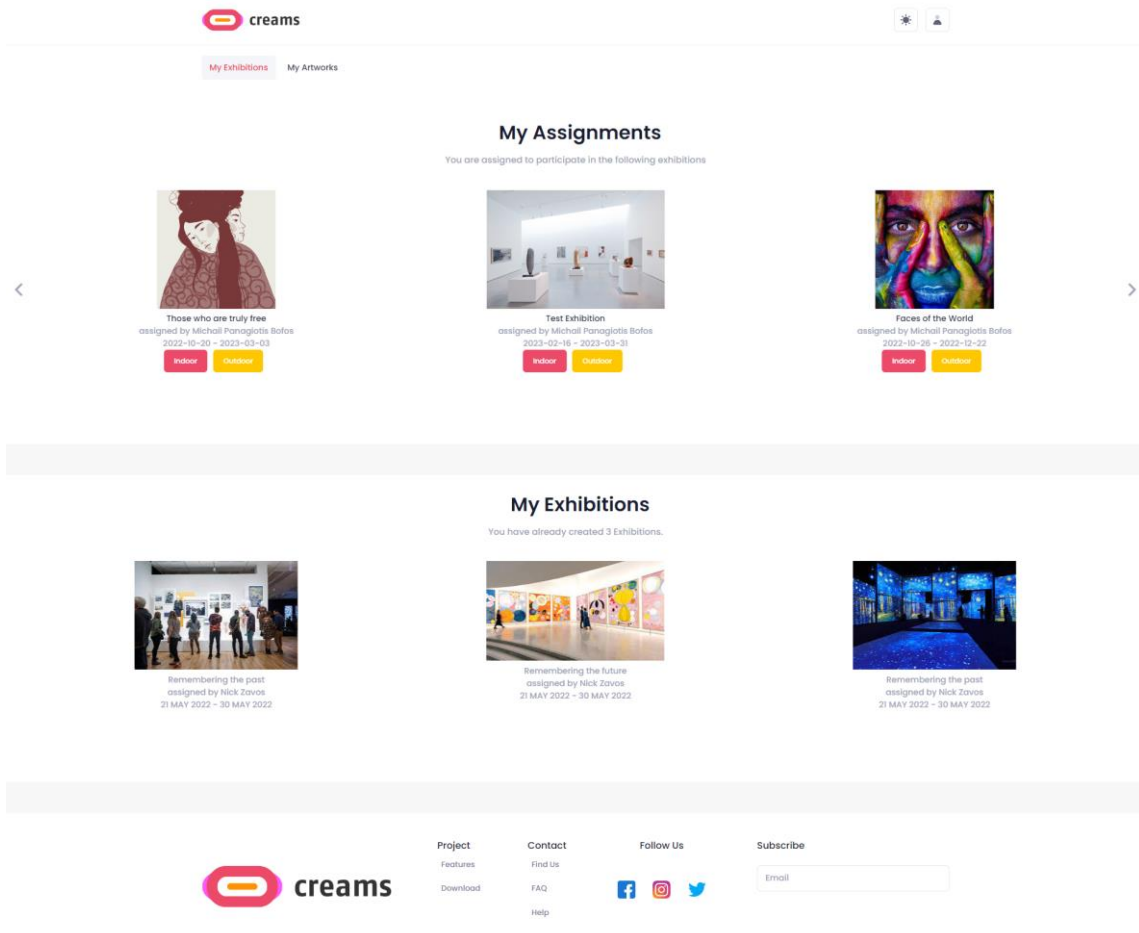 creams
My Exhibitions My Artworks
My Assignments
You are assigned to participate in the following exhibitions
Those who are truly free
assigned by Michail Panagiotis Bofos
2022-10-20 - 2023-03-03
Indoor Outdoor
Test Exhibition
assigned by Michail Panagiotis Bofos
2023-02-16 - 2023-03-31
Indoor Outdoor
Faces of the World
assigned by Michail Panagiotis Bofos
2022-10-26 - 2022-12-22
Indoor Outdoor
My Exhibitions
You have already created 3 Exhibitions.
Remembering the past
assigned by Nick Zavos
21 MAY 2022 - 30 MAY 2022
Remembering the future
assigned by Nick Zavos
21 MAY 2022 - 30 MAY 2022
Remembering the past
assigned by Nick Zavos
21 MAY 2022 - 30 MAY 2022
creams
Project
Features
Download
Contact
Find Us
FAQ
Help
Follow Us
Subscribe
Email